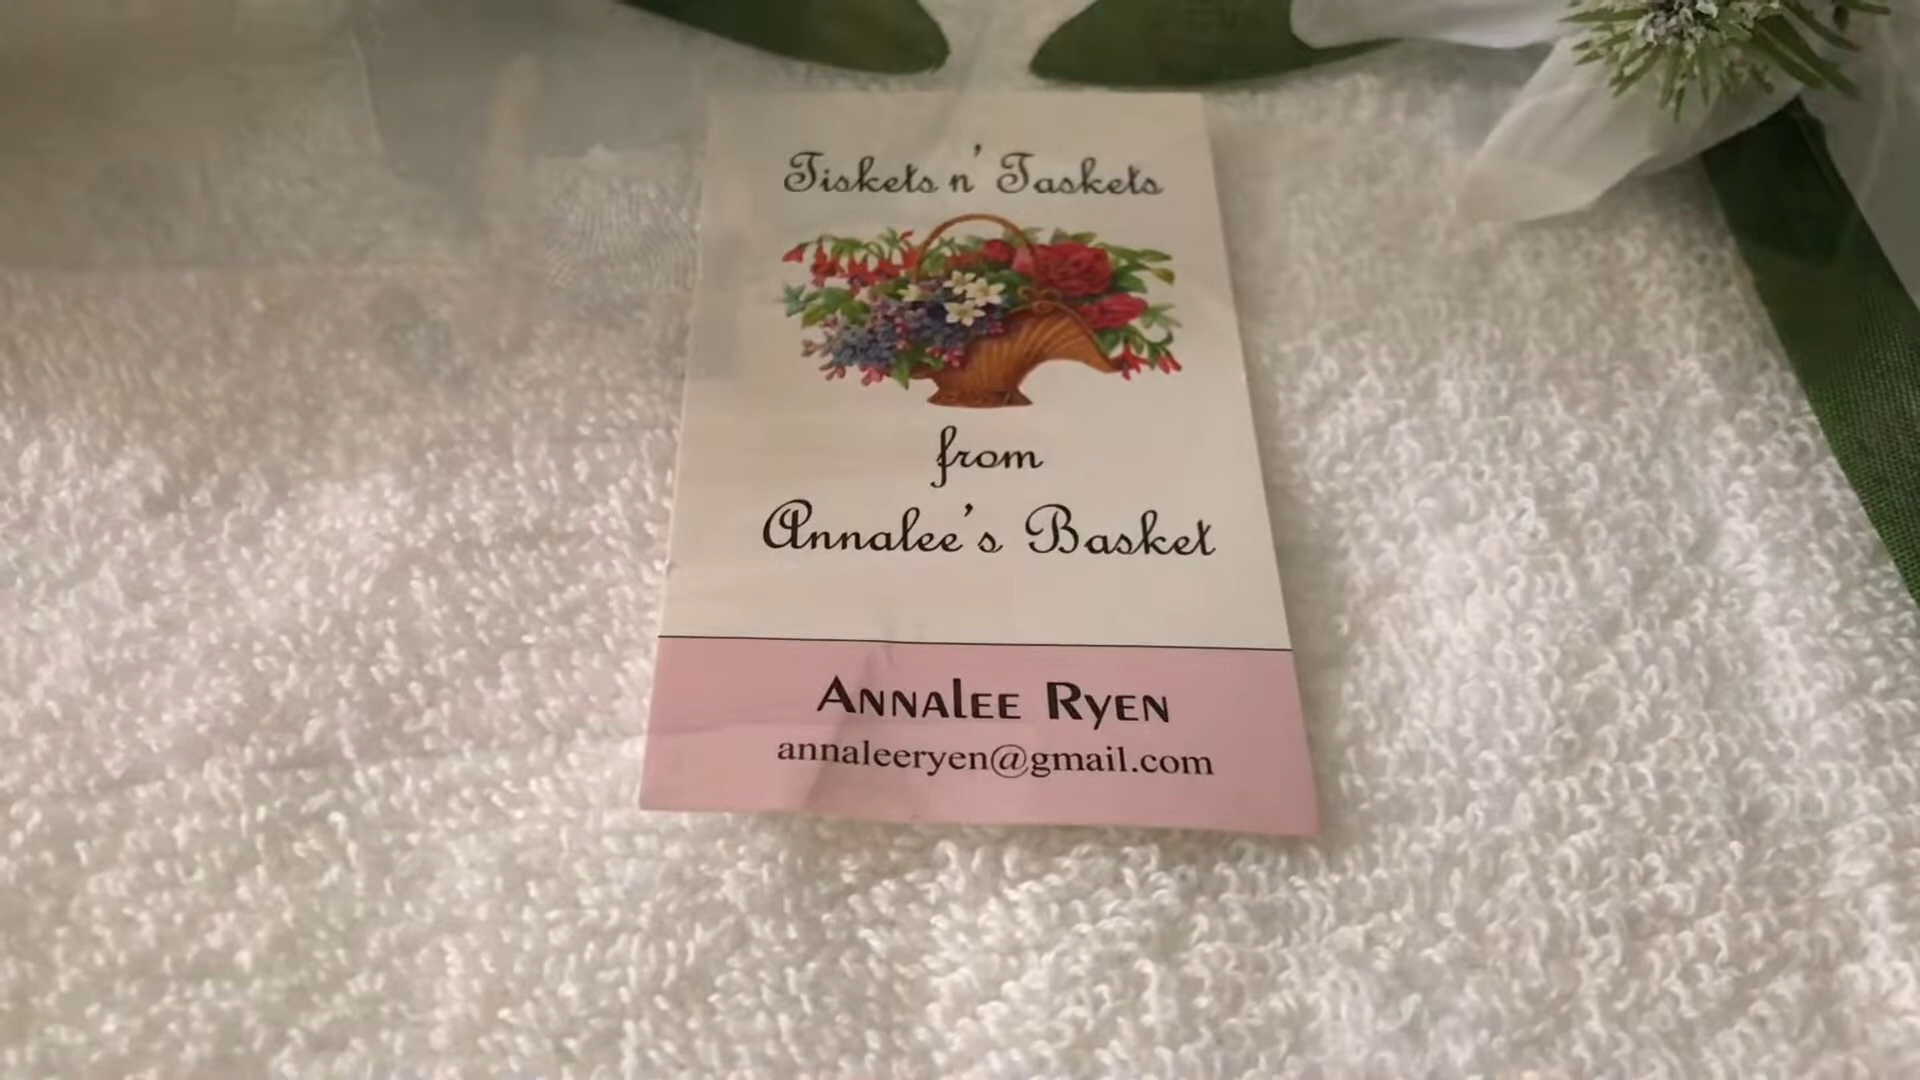 Tiskets n' Taskets
from
Annalee's Basket
Annalee Ryen
annaleeryen@gmail.com